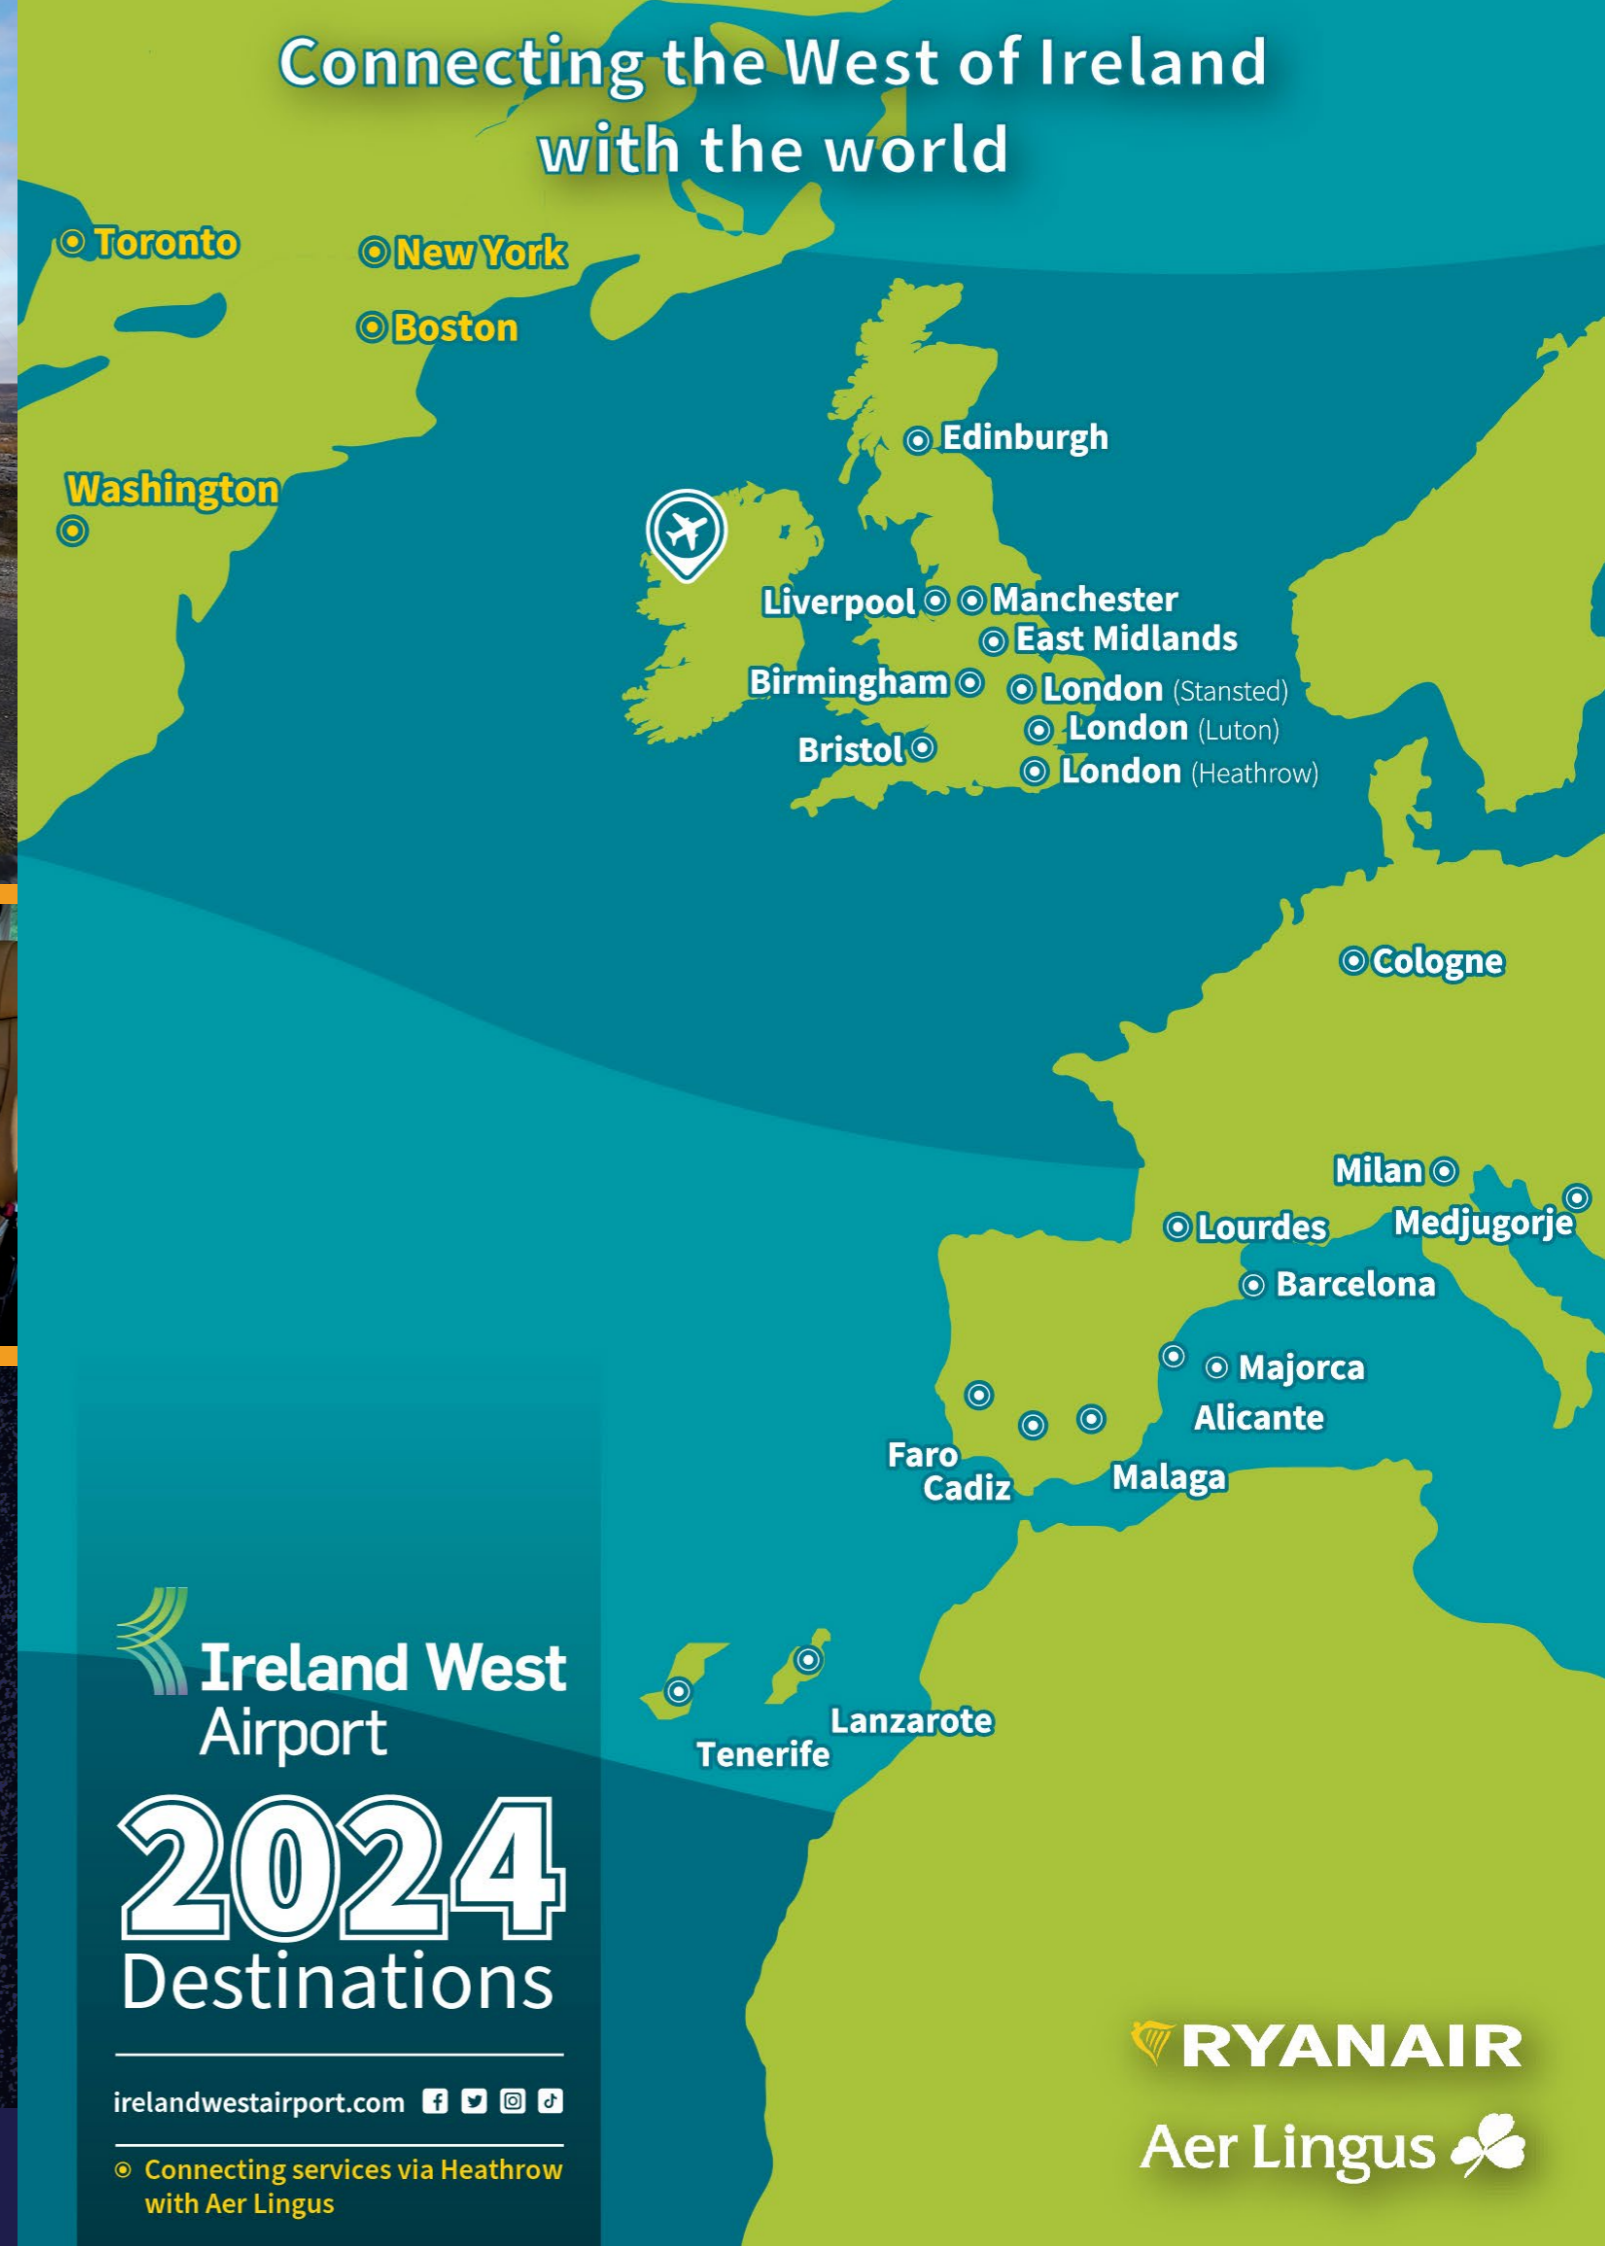 Connecting the West of Ireland
with the world
Toronto
New York
Boston
Washington
Edinburgh
Liverpool
Manchester
East Midlands
Birmingham
London (Stansted)
London (Luton)
Bristol
London (Heathrow)
Cologne
Milan
Lourdes
Medjugorje
Barcelona
Majorca
Alicante
Faro
Cadiz
Malaga
Lanzarote
Tenerife
Ireland West
Airport
2024
Destinations
irelandwestairport.com
Connecting services via Heathrow
with Aer Lingus
RYANAIR
Aer Lingus